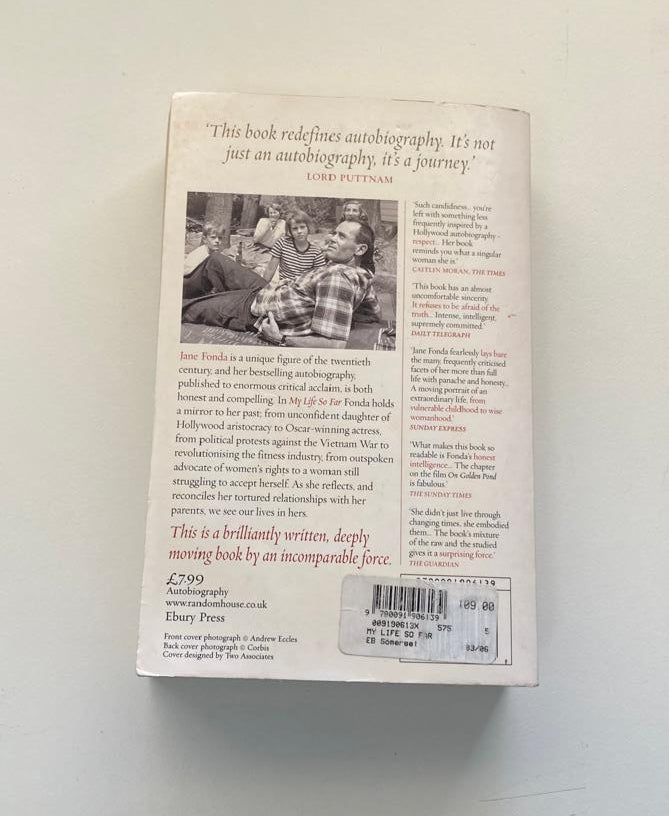 'This book redefines autobiography. It's not
just an autobiography, it's a journey.'
LORD PUTTNAM
'Such candidness... you're
left with something less
frequently inspired by a
Hollywood autobiography –
respect... Her book
reminds you what a singular
woman she is.'
CAITLIN MORAN, THE TIMES
'This book has an almost
uncomfortable sincerity.
It refuses to be afraid of the
truth... Intense, intelligent,
supremely committed.'
DAILY TELEGRAPH
'Jane Fonda fearlessly lays bare
the many, frequently criticised
facets of her more than full
life with panache and honesty...
A moving portrait of an
extraordinary life, from
vulnerable childhood to wise
womanhood.'
SUNDAY EXPRESS
'What makes this book so
readable is Fonda's honest
intelligence... The chapter
on the film On Golden Pond
is fabulous.'
THE SUNDAY TIMES
'She didn't just live through
changing times, she embodied
them... The book's mixture
of the raw and the studied
gives it a surprising force.'
THE GUARDIAN
Jane Fonda is a unique figure of the twentieth
century, and her bestselling autobiography,
published to enormous critical acclaim, is both
honest and compelling. In My Life So Far Fonda holds
a mirror to her past: from unconfident daughter of
Hollywood aristocracy to Oscar-winning actress,
from political protests against the Vietnam War to
revolutionising the fitness industry, from outspoken
advocate of women's rights to a woman still
struggling to accept herself. As she reflects, and
reconciles her tortured relationships with her
parents, we see our lives in hers.
This is a brilliantly written, deeply
moving book by an incomparable force.
£7.99
Autobiography
www.randomhouse.co.uk
Ebury Press
Front cover photograph © Andrew Eccles
Back cover photograph © Corbis
Cover designed by Two Associates
9 780091 906139
109.00
009190613X 575 5
MY LIFE SO FAR
EB Somerset 03/06